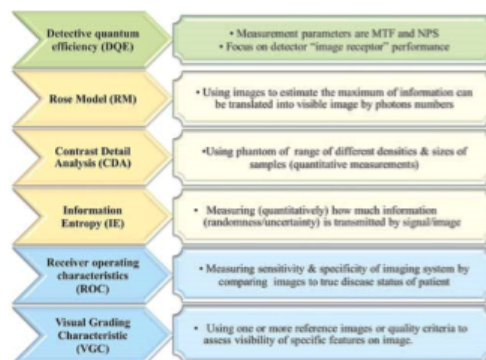 Detective quantum
efficiency (DQE)
• Measurement parameters are MTF and NPS
• Focus on detector “image receptor” performance
Rose Model (RM)
• Using images to estimate the maximum of information can
be translated into visible image by photons numbers
Contrast Detail
Analysis (CDA)
•Using phantom of range of different densities & sizes of
samples (quantitative measurements)
Information
Entropy (IE)
• Measuring (quantitatively) how much information
(randomness/uncertainty) is transmitted by signal/image
Receiver operating
characteristics
(ROC)
• Measuring sensitivity & specificity of imaging system by
comparing images to true disease status of patient
Visual Grading
Characteristic
(VGC)
• Using one or more reference images or quality criteria to
assess visibility of specific features on image.